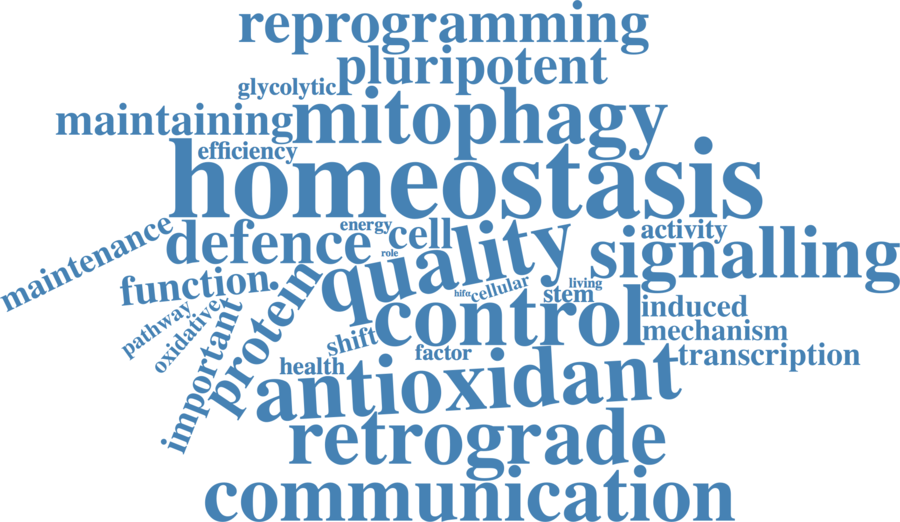 reprogramming
pluripotent
glycolytic
maintaining
mitophagy
efficiency
homeostasis
maintenance
defence
energy
cell
role
quality
activity
signalling
function.
protein
hifα
cellular
living
stem
control
induced
pathway
oxidative
important
mechanism
shift
factor
transcription
health
antioxidant
retrograde
communication